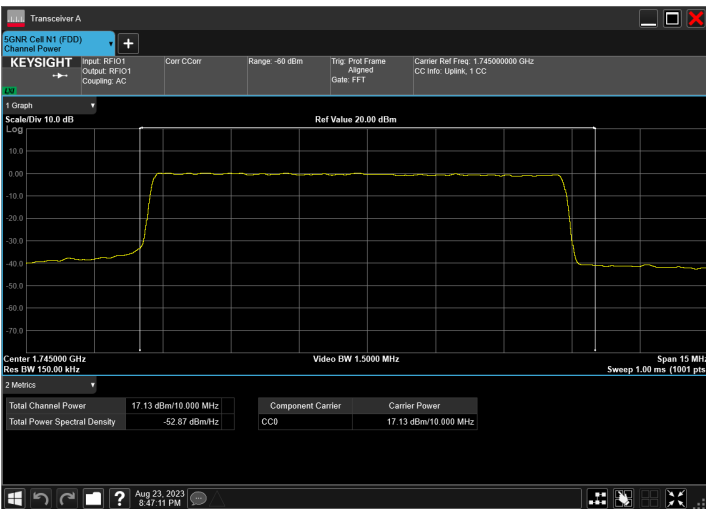 Transceiver A
5GNR Cell N1 (FDD)
Channel Power
KEYSIGHT
Input: RFIO1
Output: RFIO1
Coupling: AC
Corr CCorr
Range: -60 dBm
Trig: Prot Frame
Aligned
Gate: FFT
Carrier Ref Freq: 1.745000000 GHz
CC Info: Uplink, 1 CC
LXI
1 Graph
Scale/Div 10.0 dB
Ref Value 20.00 dBm
Log
10.0
0.00
-10.0
-20.0
-30.0
-40.0
-50.0
-60.0
-70.0
Center 1.745000 GHz
Video BW 1.5000 MHz
Span 15 MHz
Res BW 150.00 kHz
Sweep 1.00 ms (1001 pts
2 Metrics
Total Channel Power 17.13 dBm/10.000 MHz
Total Power Spectral Density -52.87 dBm/Hz
Component Carrier Carrier Power
CC0 17.13 dBm/10.000 MHz
Aug 23, 2023
8:47:11 PM